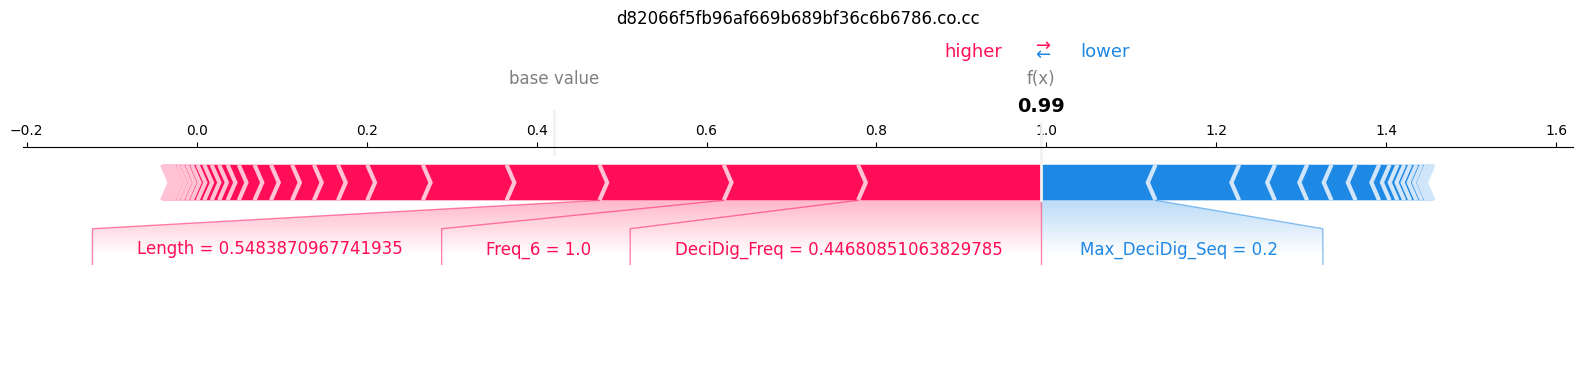 d82066f5fb96af669b689bf36c6b6786.co.cc
higher → ← lower
base value f(x)
0.99
−0.2 0.0 0.2 0.4 0.6 0.8 1.0 1.2 1.4 1.6
Length = 0.5483870967741935 Freq_6 = 1.0 DeciDig_Freq = 0.44680851063829785 Max_DeciDig_Seq = 0.2